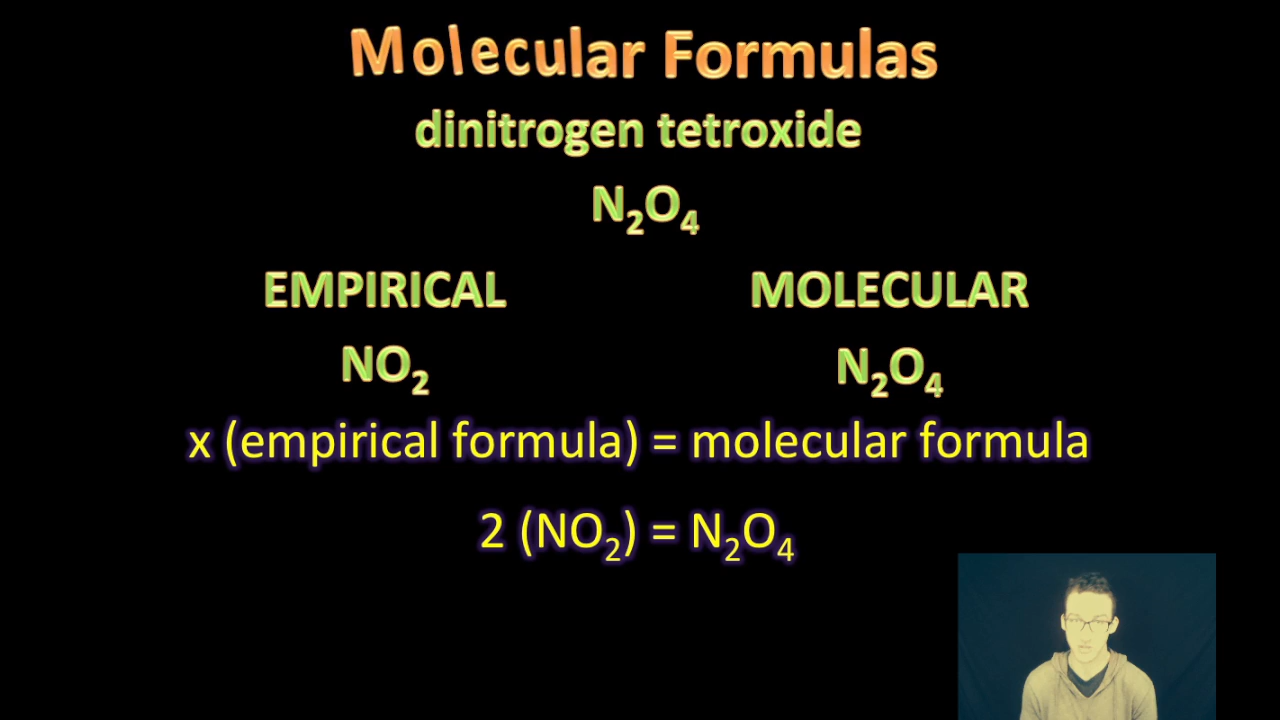 Molecular Formulas
dinitrogen tetroxide
N₂O₄
EMPIRICAL MOLECULAR
NO₂ N₂O₄
x (empirical formula) = molecular formula
2 (NO₂) = N₂O₄